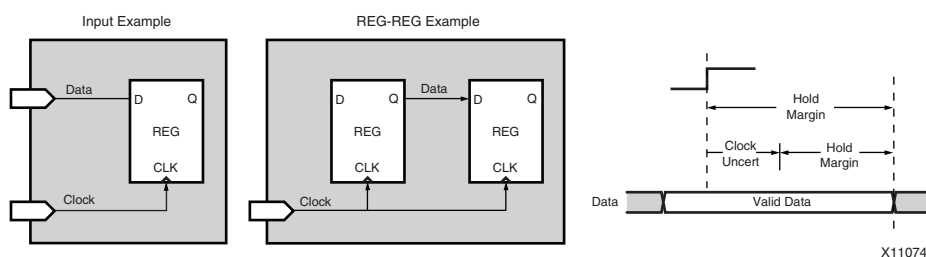 Input Example
Data
D Q
REG
CLK
Clock
REG-REG Example
D Q
REG
CLK
Data
D Q
REG
CLK
Clock
Hold
Margin
Clock
Uncert
Hold
Margin
Data
Valid Data
X11074